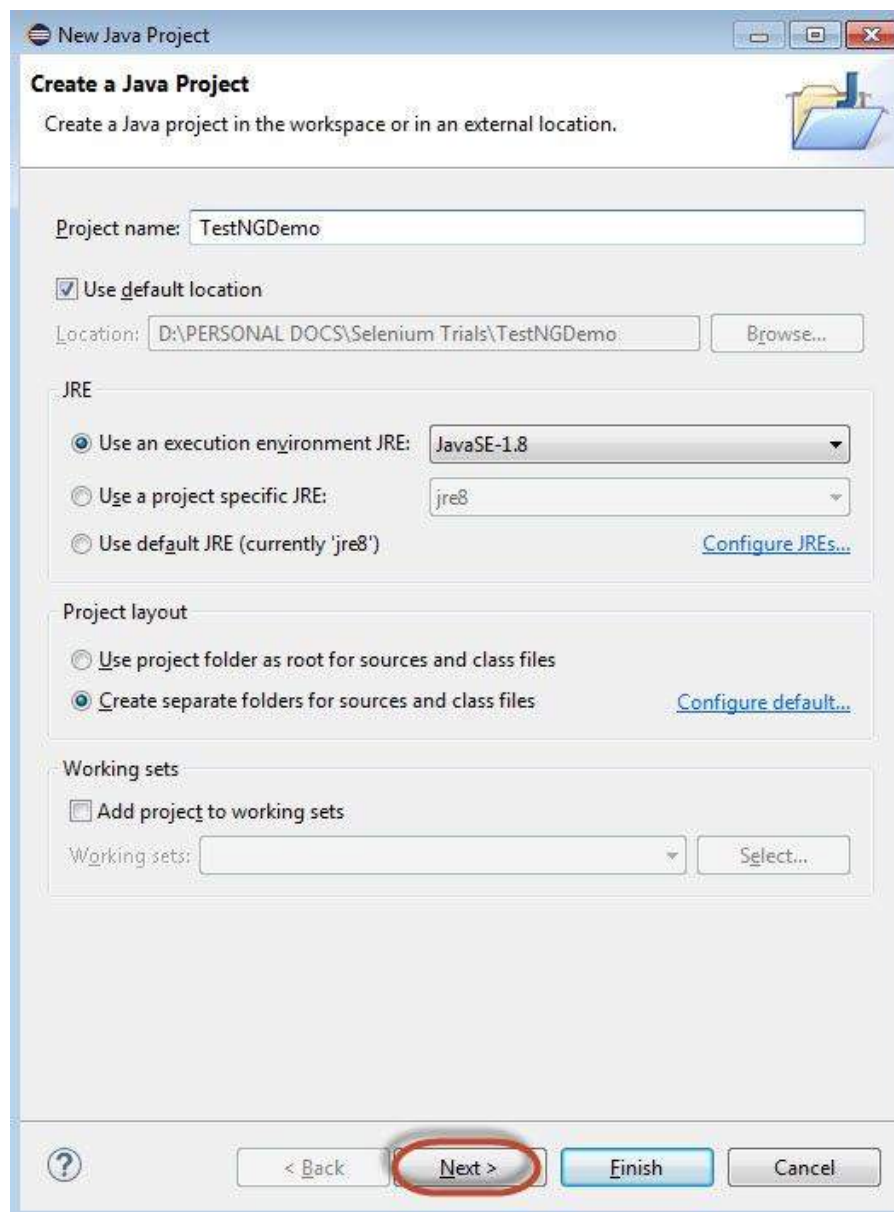 New Java Project
Create a Java Project
Create a Java project in the workspace or in an external location.
Project name: TestNGDemo
Use default location
Location: D:\PERSONAL DOCS\Selenium Trials\TestNGDemo Browse...
JRE
Use an execution environment JRE: JavaSE-1.8
Use a project specific JRE: jre8
Use default JRE (currently 'jre8') Configure JREs...
Project layout
Use project folder as root for sources and class files
Create separate folders for sources and class files Configure default...
Working sets
Add project to working sets
Working sets: Select...
? < Back Next > Finish Cancel